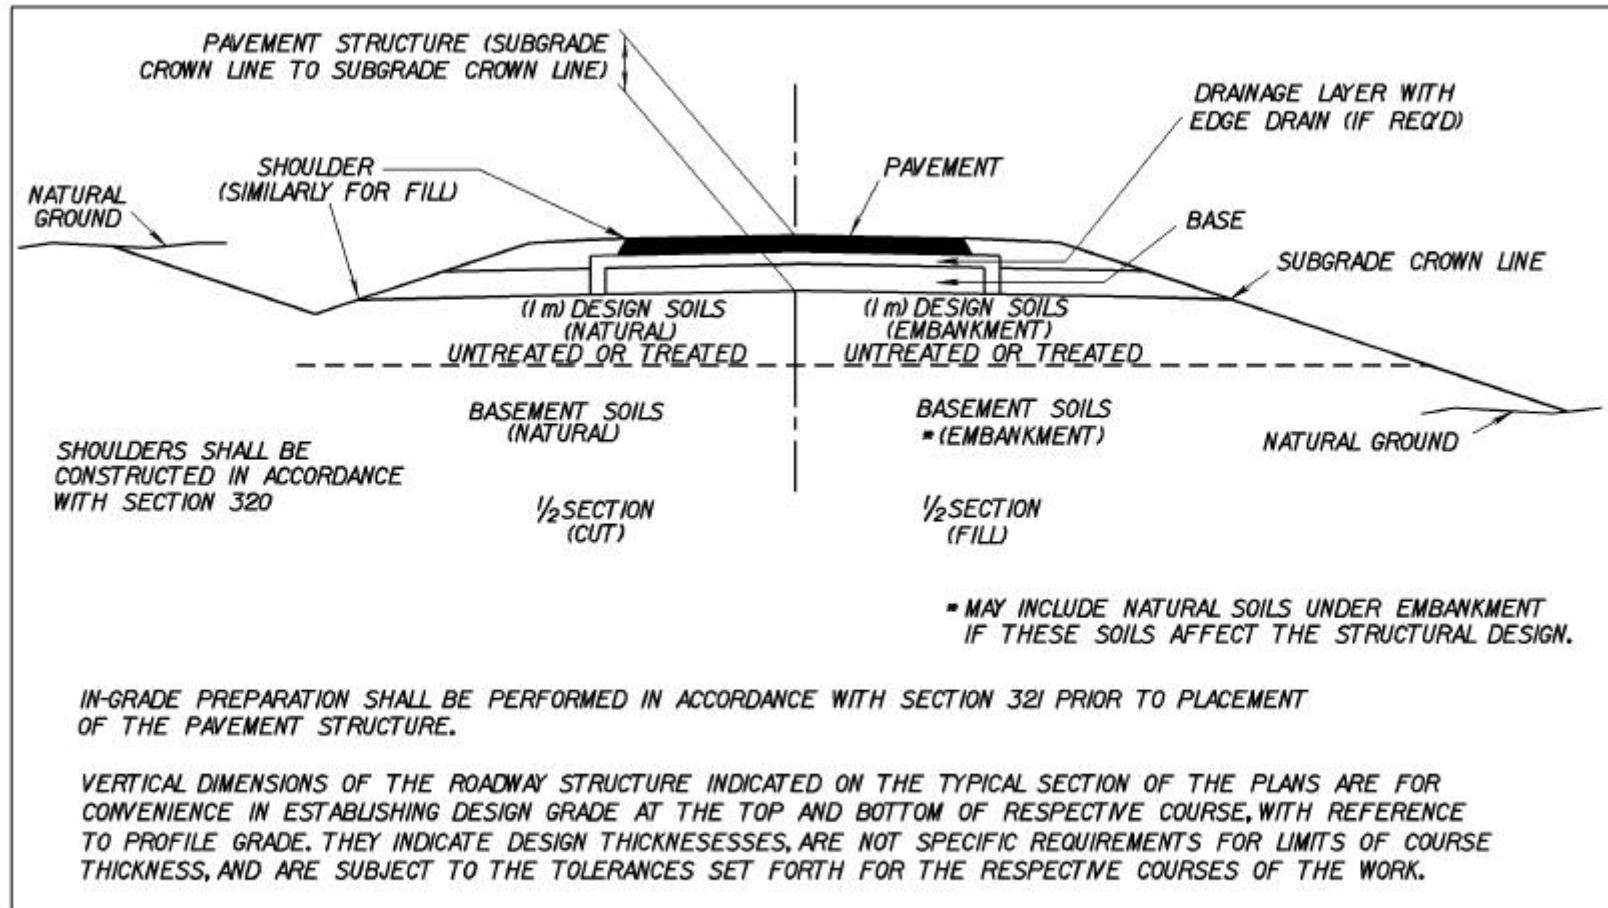 PAVEMENT STRUCTURE (SUBGRADE
CROWN LINE TO SUBGRADE CROWN LINE)
DRAINAGE LAYER WITH
EDGE DRAIN (IF REQ'D)
SHOULDER
(SIMILARLY FOR FILL)
PAVEMENT
NATURAL
GROUND
BASE
SUBGRADE CROWN LINE
(1 m) DESIGN SOILS
(NATURAL)
UNTREATED OR TREATED
(1 m) DESIGN SOILS
(EMBANKMENT)
UNTREATED OR TREATED
BASEMENT SOILS
(NATURAL)
BASEMENT SOILS
* (EMBANKMENT)
NATURAL GROUND
SHOULDERS SHALL BE
CONSTRUCTED IN ACCORDANCE
WITH SECTION 320
1/2 SECTION
(CUT)
1/2 SECTION
(FILL)
* MAY INCLUDE NATURAL SOILS UNDER EMBANKMENT
IF THESE SOILS AFFECT THE STRUCTURAL DESIGN.
IN-GRADE PREPARATION SHALL BE PERFORMED IN ACCORDANCE WITH SECTION 321 PRIOR TO PLACEMENT
OF THE PAVEMENT STRUCTURE.
VERTICAL DIMENSIONS OF THE ROADWAY STRUCTURE INDICATED ON THE TYPICAL SECTION OF THE PLANS ARE FOR
CONVENIENCE IN ESTABLISHING DESIGN GRADE AT THE TOP AND BOTTOM OF RESPECTIVE COURSE, WITH REFERENCE
TO PROFILE GRADE. THEY INDICATE DESIGN THICKNESESSES, ARE NOT SPECIFIC REQUIREMENTS FOR LIMITS OF COURSE
THICKNESS, AND ARE SUBJECT TO THE TOLERANCES SET FORTH FOR THE RESPECTIVE COURSES OF THE WORK.